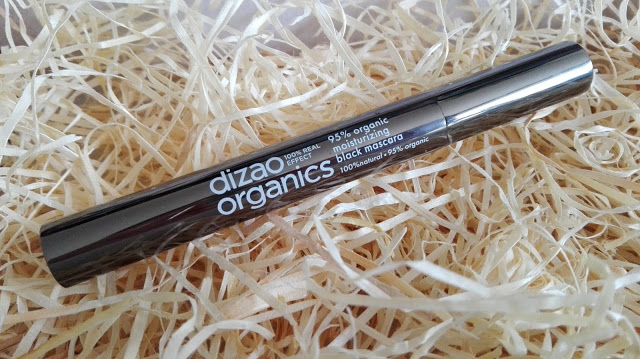 dizao
organics
100% REAL
EFFECT
95% organic
moisturizing
black mascara
100%natural • 95% organic